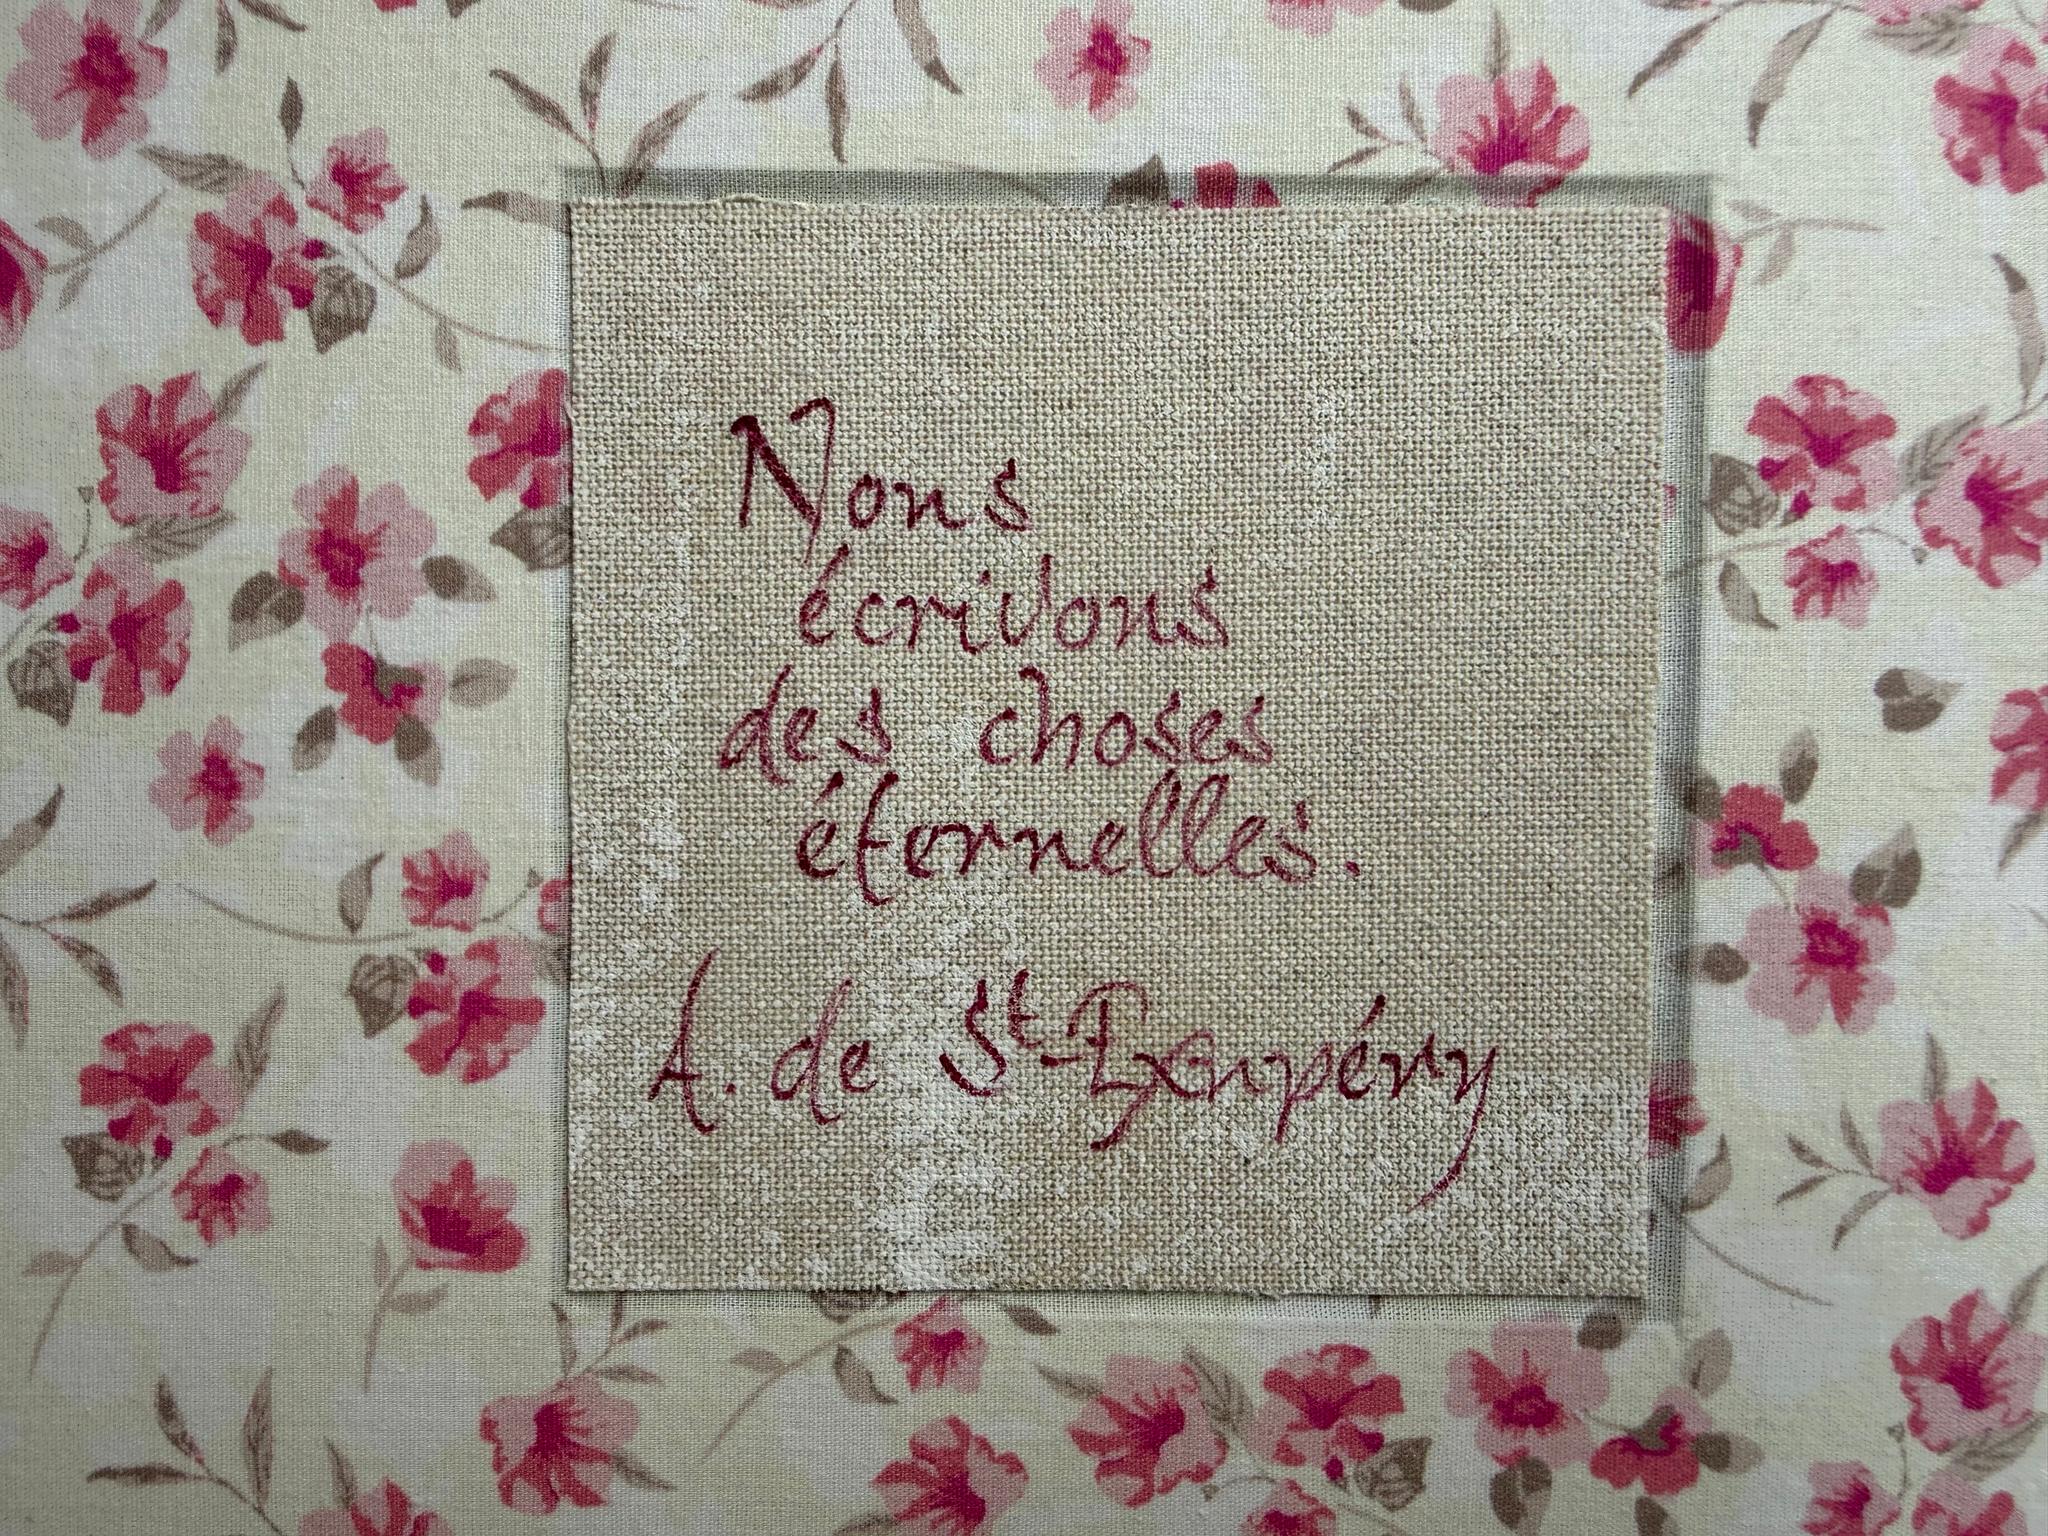 Nous
écrivons
des choses
éternelles.
A. de St-Exupéry